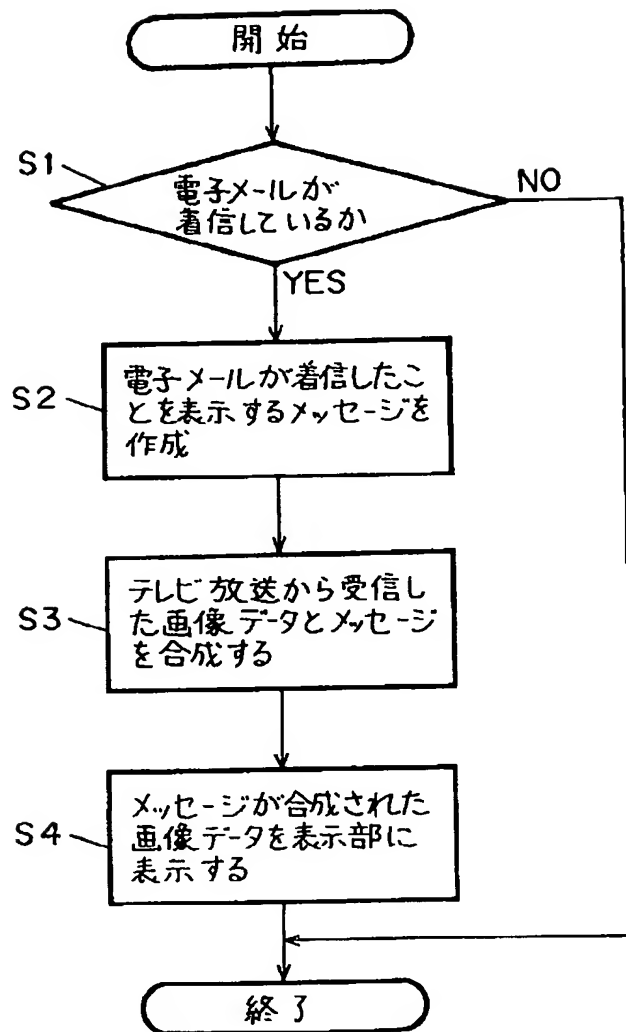 開始
S1
電子メールが
着信しているか
NO
YES
S2
電子メールが着信したこ
とを表示するメッセージを
作成
S3
テレビ放送から受信し
た画像データとメッセージ
を合成する
S4
メッセージが合成された
画像データを表示部に
表示する
終了